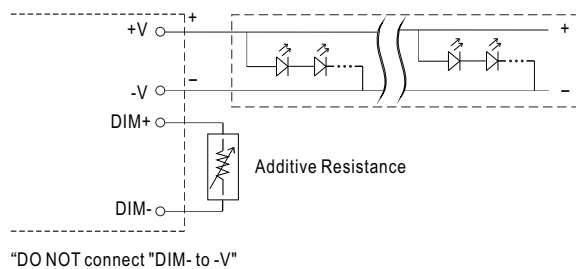 +V
+
+
-V
−
−
DIM+
Additive Resistance
DIM-
“DO NOT connect "DIM- to -V"